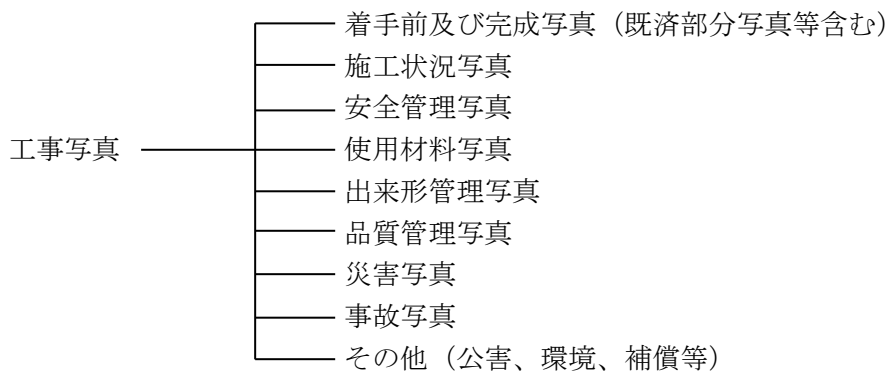 着手前及び完成写真（既済部分写真等含む）
施工状況写真
安全管理写真
工事写真
使用材料写真
出来形管理写真
品質管理写真
災害写真
事故写真
その他（公害、環境、補償等）